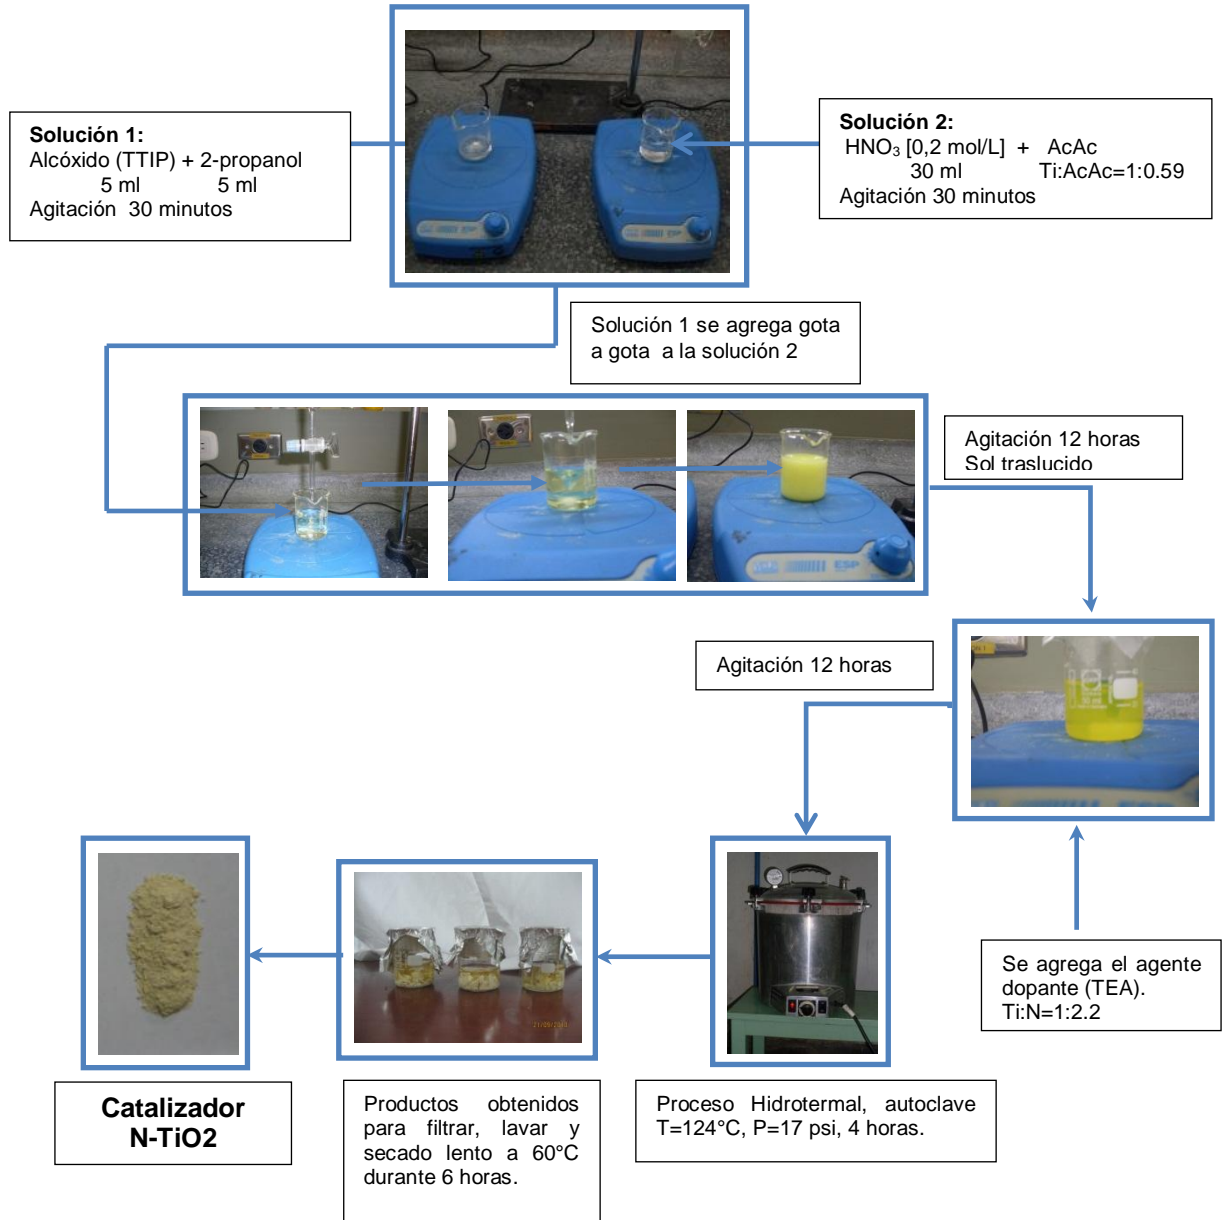 Solución 1:
Alcóxido (TTIP) + 2-propanol
5 ml 5 ml
Agitación 30 minutos
Solución 2:
HNO₃ [0,2 mol/L] + AcAc
30 ml Ti:AcAc=1:0.59
Agitación 30 minutos
Solución 1 se agrega gota
a gota a la solución 2
Agitación 12 horas
Sol traslucido
Agitación 12 horas
Se agrega el agente
dopante (TEA).
Ti:N=1:2.2
Proceso Hidrotermal, autoclave
T=124°C, P=17 psi, 4 horas.
Productos obtenidos
para filtrar, lavar y
secado lento a 60°C
durante 6 horas.
Catalizador
N-TiO2
ESP
50 ml